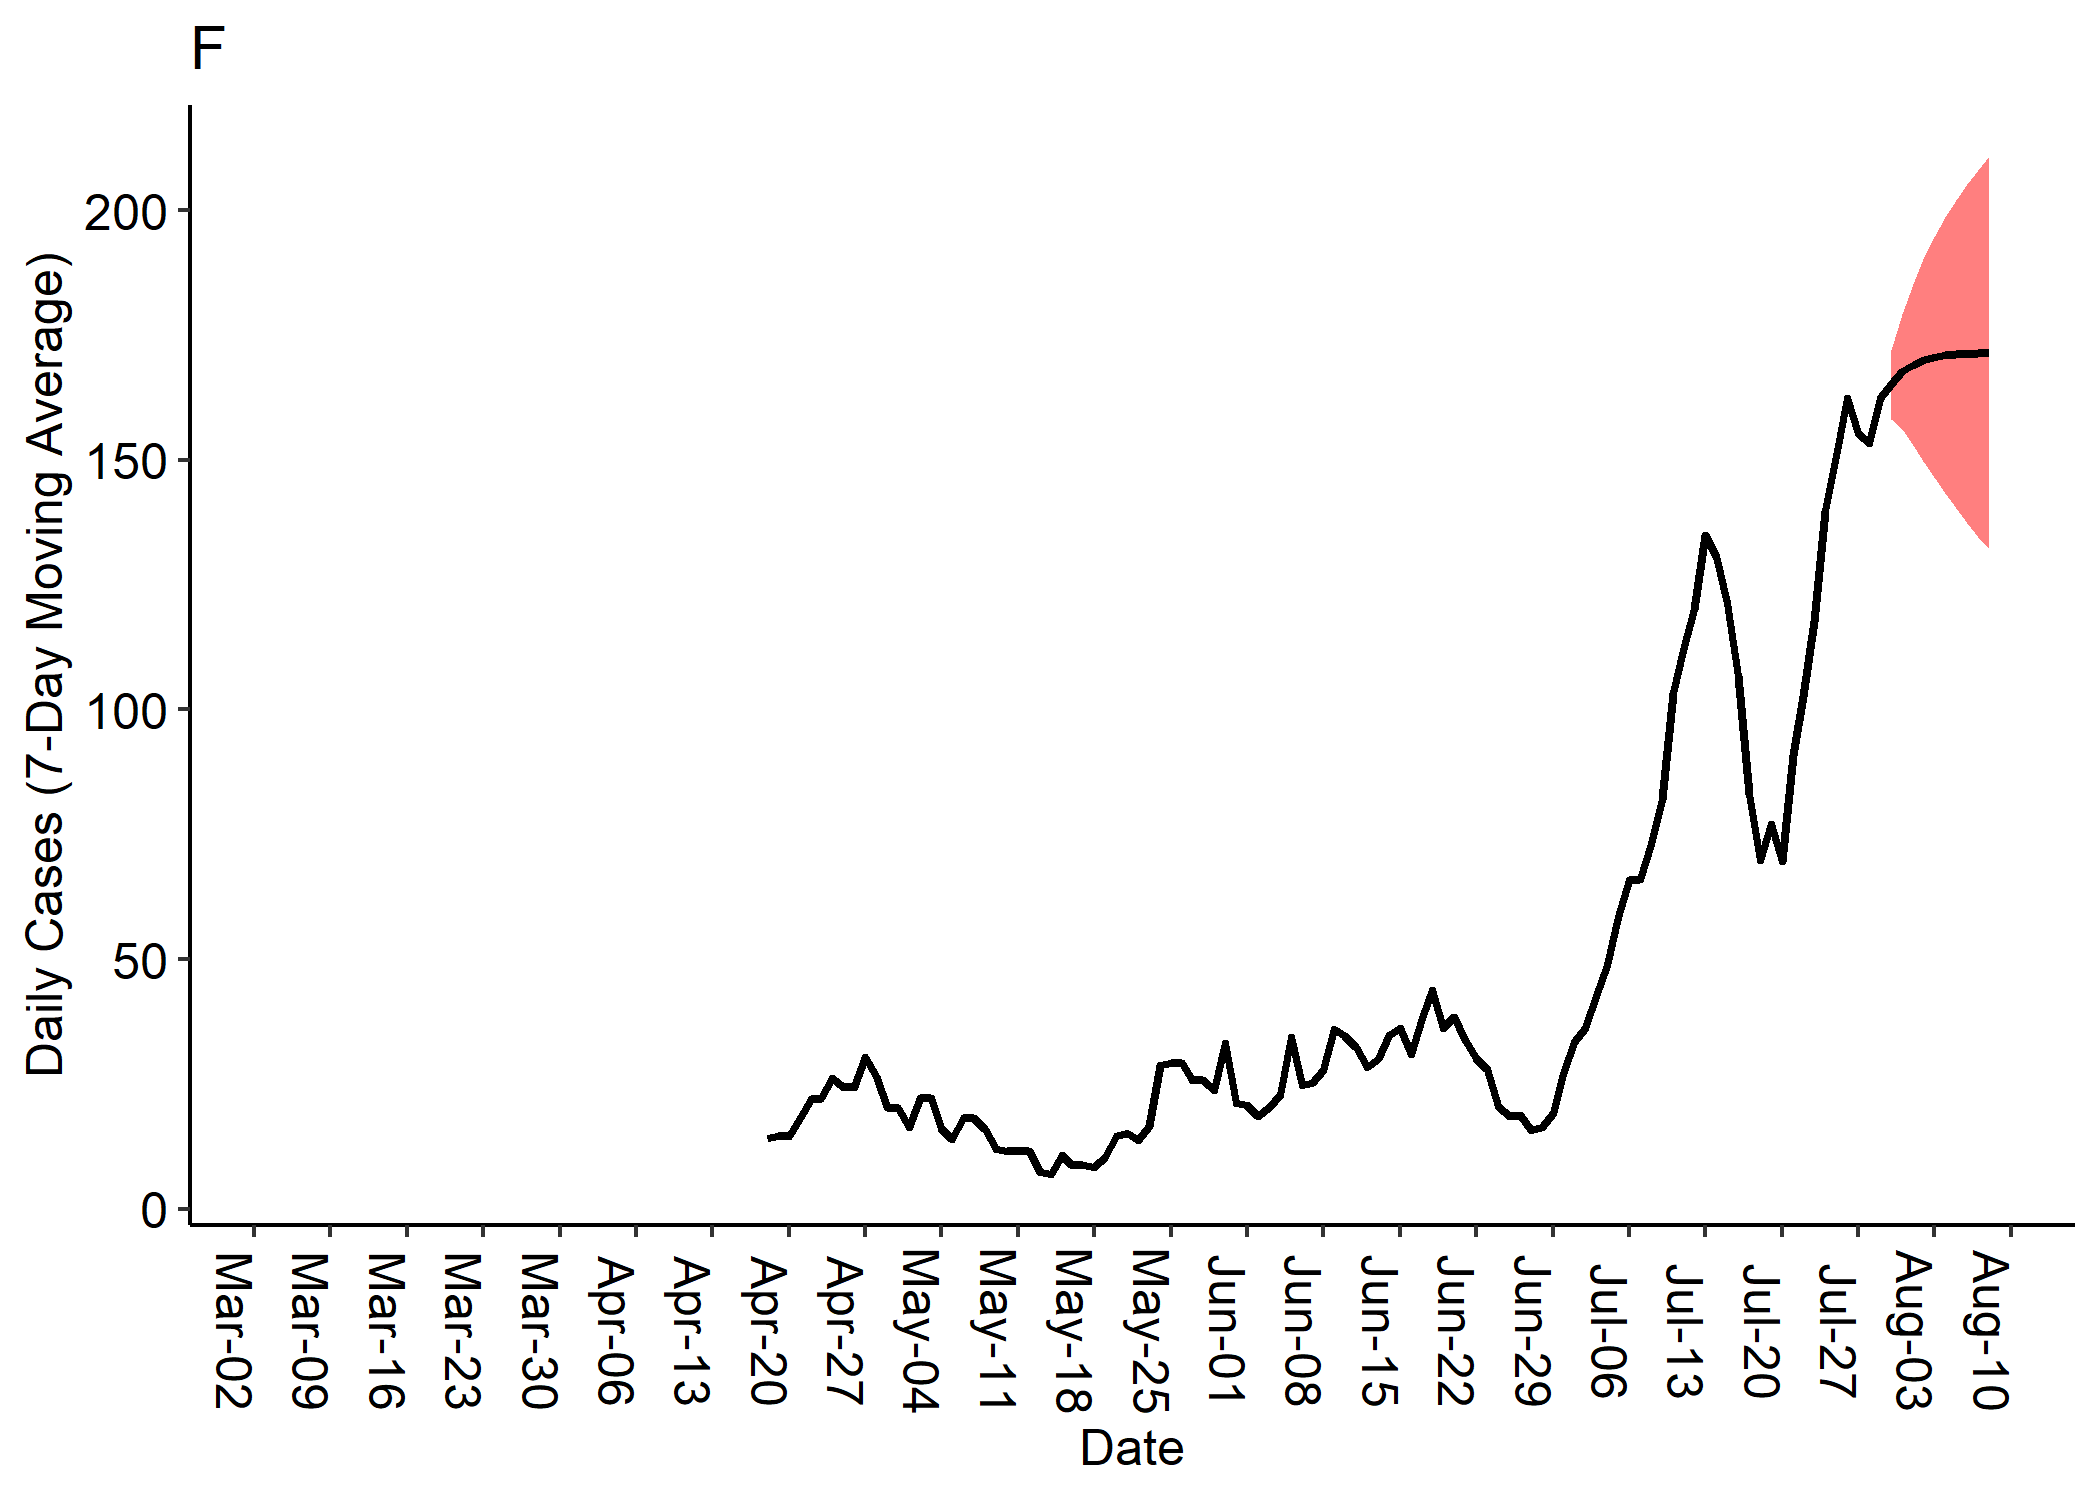 F
Daily Cases (7-Day Moving Average)
200
150
100
50
0
Mar-02
Mar-09
Mar-16
Mar-23
Mar-30
Apr-06
Apr-13
Apr-20
Apr-27
May-04
May-11
May-18
May-25
Jun-01
Jun-08
Jun-15
Jun-22
Jun-29
Jul-06
Jul-13
Jul-20
Jul-27
Aug-03
Aug-10
Date